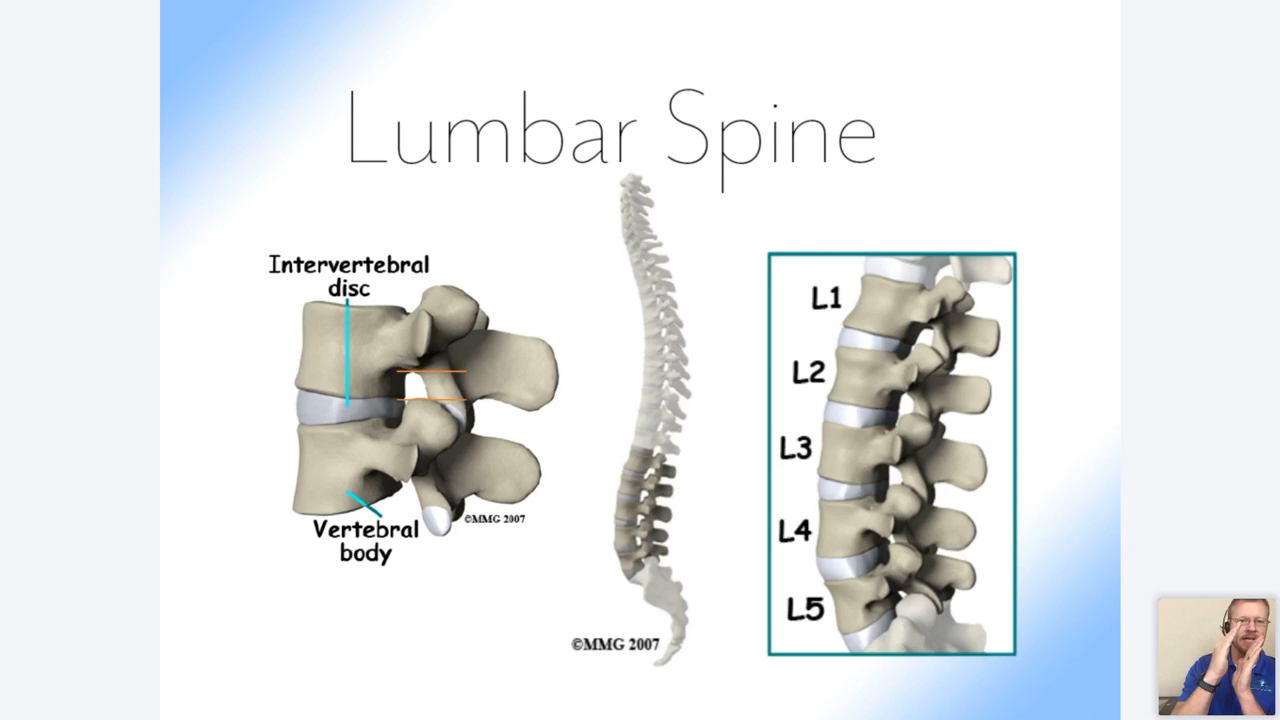 Lumbar Spine
Intervertebral
disc
Vertebral
body
©MMG 2007
©MMG 2007
L1
L2
L3
L4
L5